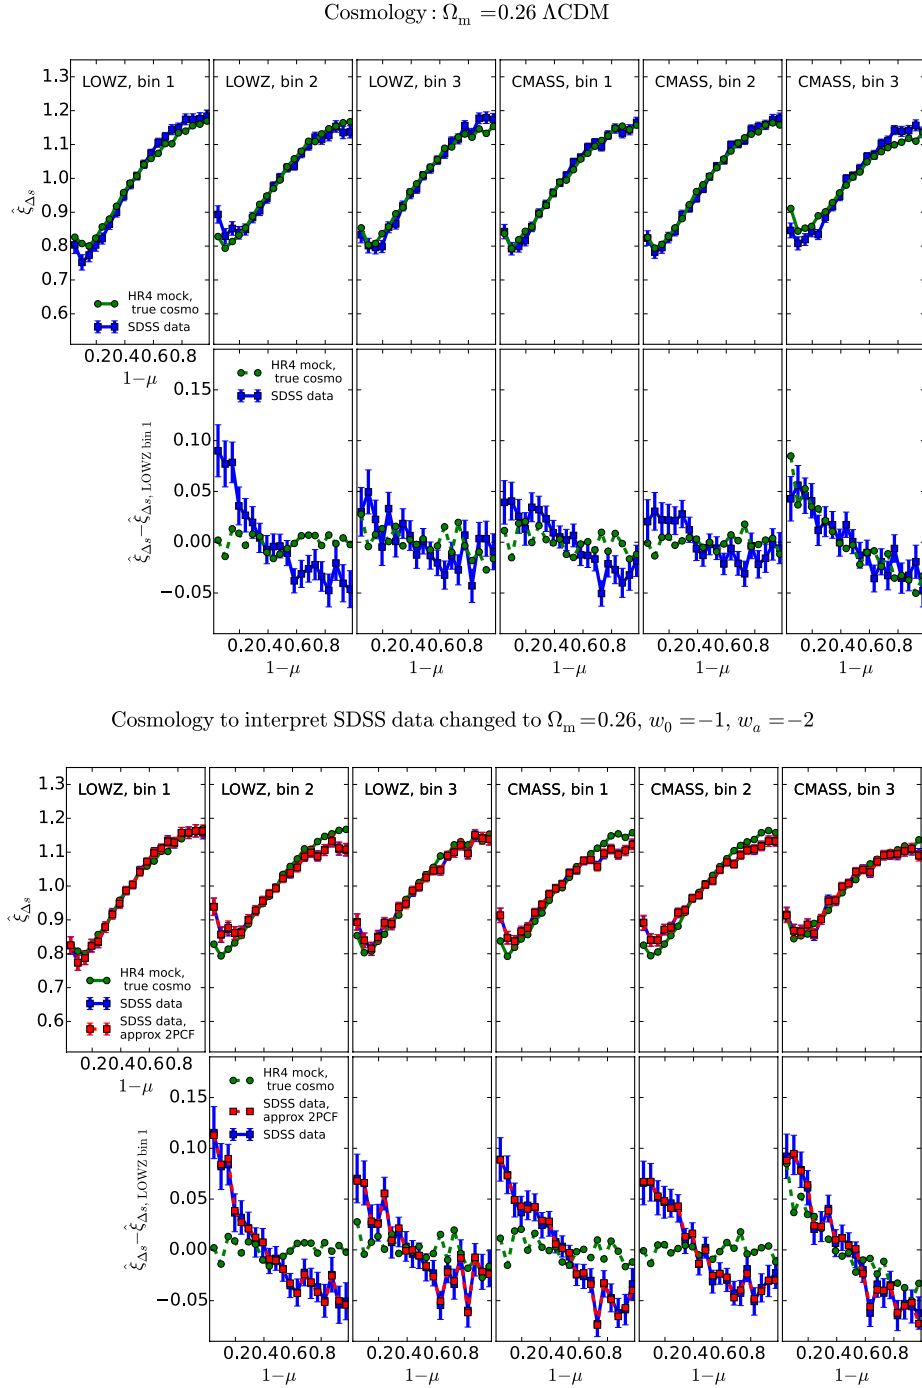 Cosmology : Ωm =0.26 ΛCDM
LOWZ, bin 1
LOWZ, bin 2
LOWZ, bin 3
CMASS, bin 1
CMASS, bin 2
CMASS, bin 3
1.3
1.2
1.1
1.0
0.9
0.8
0.7
0.6
ξ̂Δs
HR4 mock,
true cosmo
SDSS data
0.20.40.60.8
1−μ
HR4 mock,
true cosmo
SDSS data
0.15
0.10
0.05
0.00
−0.05
ξ̂Δs−ξ̂Δs, LOWZ bin 1
0.20.40.60.8
0.20.40.60.8
0.20.40.60.8
0.20.40.60.8
0.20.40.60.8
1−μ
1−μ
1−μ
1−μ
1−μ
Cosmology to interpret SDSS data changed to Ωm=0.26, w0 =−1, wa =−2
LOWZ, bin 1
LOWZ, bin 2
LOWZ, bin 3
CMASS, bin 1
CMASS, bin 2
CMASS, bin 3
1.3
1.2
1.1
1.0
0.9
0.8
0.7
0.6
ξ̂Δs
HR4 mock,
true cosmo
SDSS data
SDSS data,
approx 2PCF
0.20.40.60.8
1−μ
HR4 mock,
true cosmo
SDSS data,
approx 2PCF
SDSS data
0.15
0.10
0.05
0.00
−0.05
ξ̂Δs−ξ̂Δs, LOWZ bin 1
0.20.40.60.8
0.20.40.60.8
0.20.40.60.8
0.20.40.60.8
0.20.40.60.8
1−μ
1−μ
1−μ
1−μ
1−μ